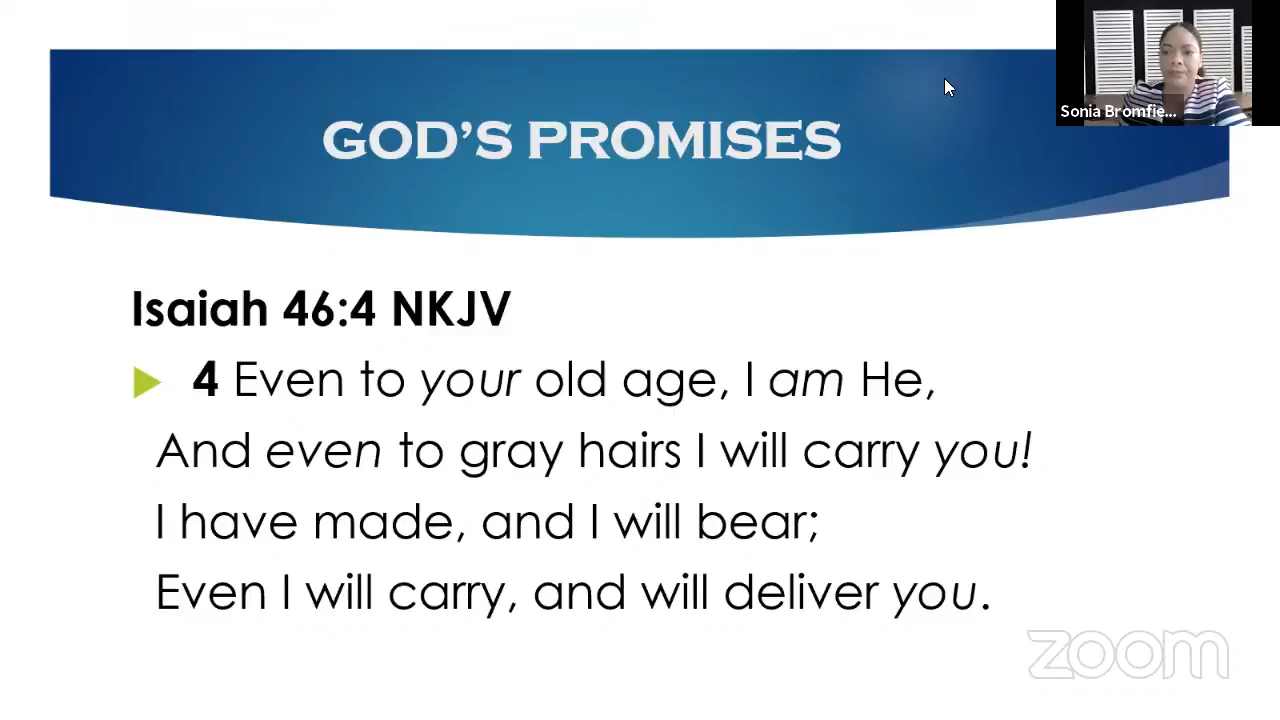 GOD'S PROMISES
Sonia Bromfie...
Isaiah 46:4 NKJV
4 Even to your old age, I am He,
And even to gray hairs I will carry you!
I have made, and I will bear;
Even I will carry, and will deliver you.
zoom